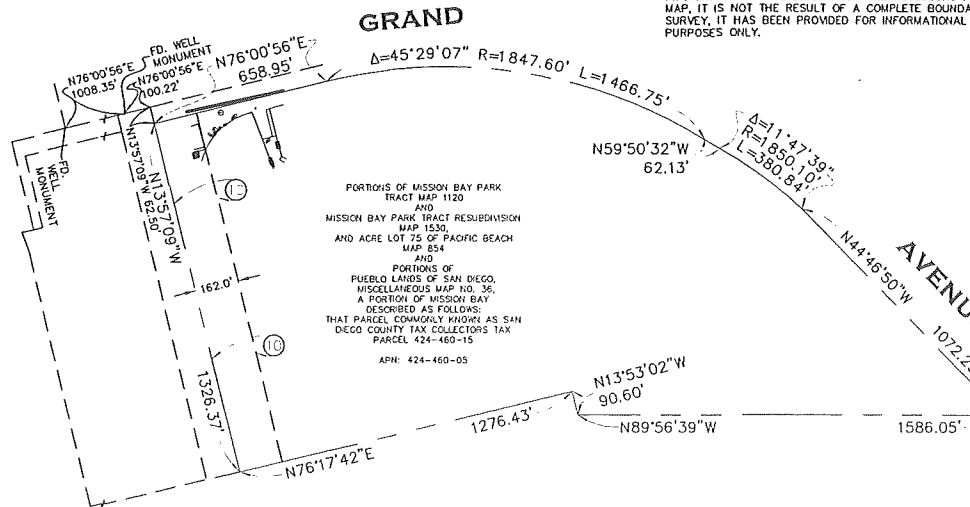 MAP, IT IS NOT THE RESULT OF A COMPLETE BOUNDA
SURVEY, IT HAS BEEN PROVIDED FOR INFORMATIONAL
PURPOSES ONLY.
GRAND
Δ=45°29'07" R=1847.60' L=1466.75'
FD. WELL
MONUMENT
N76°00'56"E
1008.35'
N76°00'56"E
100.22'
N76°00'56"E
658.95'
N59°50'32"W
62.13'
Δ=11°47'39"
R=1850.10'
L=380.84'
FD.
WELL
MONUMENT
N13°57'09"W 62.50'
N13°57'09"W
10
162.0'
PORTIONS OF MISSION BAY PARK
TRACT MAP 1120
AND
MISSION BAY PARK TRACT RESUBDIVISION
MAP 1530,
AND ACRE LOT 75 OF PACIFIC BEACH
MAP 854
AND
PORTIONS OF
PUEBLO LANDS OF SAN DIEGO,
MISCELLANEOUS MAP NO. 36,
A PORTION OF MISSION BAY
DESCRIBED AS FOLLOWS:
THAT PARCEL COMMONLY KNOWN AS SAN
DIEGO COUNTY TAX COLLECTORS TAX
PARCEL 424-460-15
APN: 424-460-05
N44°46'50"W
AVENU
1072.2
10
1326.37'
N13°53'02"W
90.60'
1276.43'
N89°56'39"W
1586.05'
N76°17'42"E